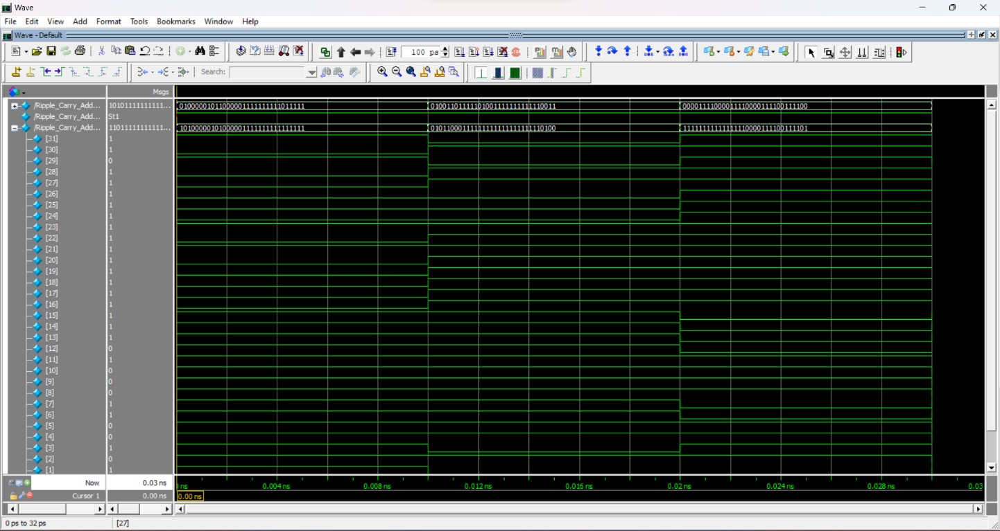 Wave
File Edit View Add Format Tools Bookmarks Window Help
Wave - Default
100 ps
Search:
Msgs
/Ripple_Carry_Add... 10101111111111...
/Ripple_Carry_Add... St1
/Ripple_Carry_Add... 11011111111111...
[31] 1
[30] 1
[29] 0
[28] 1
[27] 1
[26] 1
[25] 1
[24] 1
[23] 1
[22] 1
[21] 1
[20] 1
[19] 1
[18] 1
[17] 1
[16] 1
[15] 1
[14] 1
[13] 1
[12] 0
[11] 1
[10] 0
[9] 0
[8] 0
[7] 1
[6] 1
[5] 0
[4] 0
[3] 1
[2] 0
[1] 1
Now 0.03 ns
ns 0.004 ns 0.008 ns 0.012 ns 0.016 ns 0.02 ns 0.024 ns 0.028 ns 0.03
Cursor 1 0.00 ns
0.00 ns
0 ps to 32 ps [27]